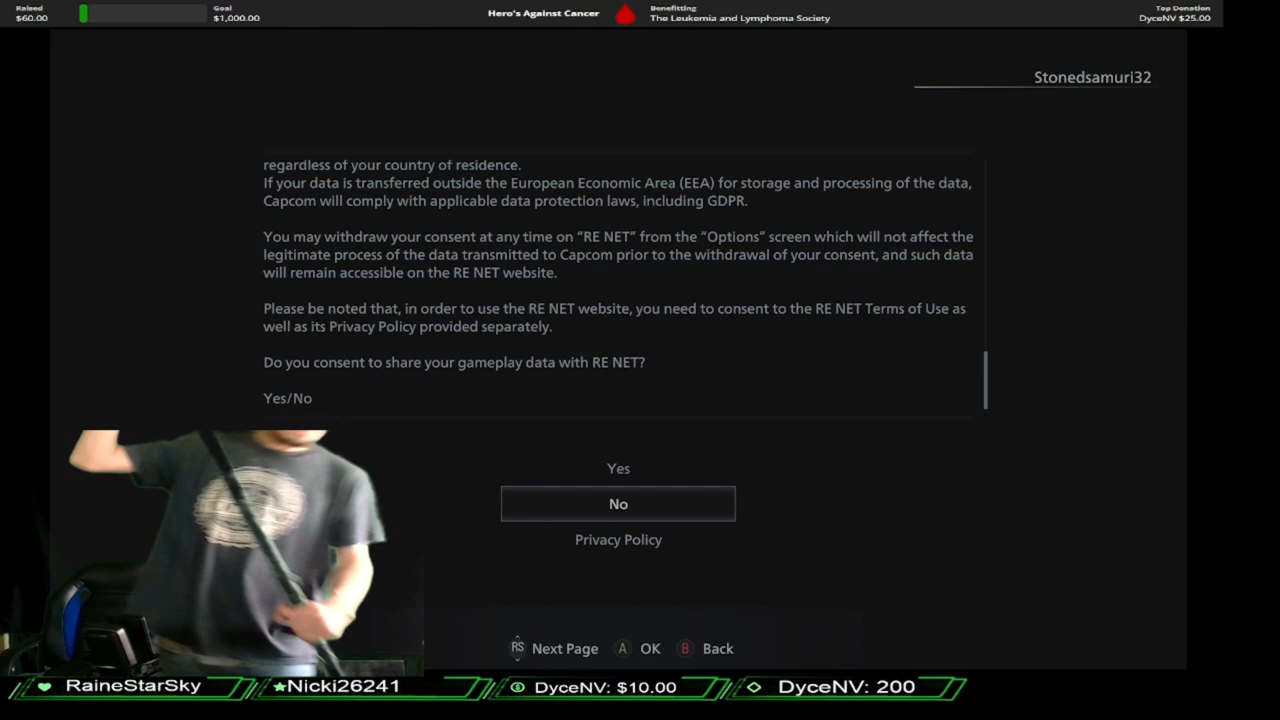 Raised
$60.00
Goal
$1,000.00
Hero's Against Cancer
Benefitting
The Leukemia and Lymphoma Society
Top Donation
DyceNV $25.00
Stonedsamuri32
regardless of your country of residence.
If your data is transferred outside the European Economic Area (EEA) for storage and processing of the data,
Capcom will comply with applicable data protection laws, including GDPR.
You may withdraw your consent at any time on “RE NET” from the “Options” screen which will not affect the
legitimate process of the data transmitted to Capcom prior to the withdrawal of your consent, and such data
will remain accessible on the RE NET website.
Please be noted that, in order to use the RE NET website, you need to consent to the RE NET Terms of Use as
well as its Privacy Policy provided separately.
Do you consent to share your gameplay data with RE NET?
Yes/No
Yes
No
Privacy Policy
RS Next Page A OK B Back
RaineStarSky
Nicki26241
DyceNV: $10.00
DyceNV: 200